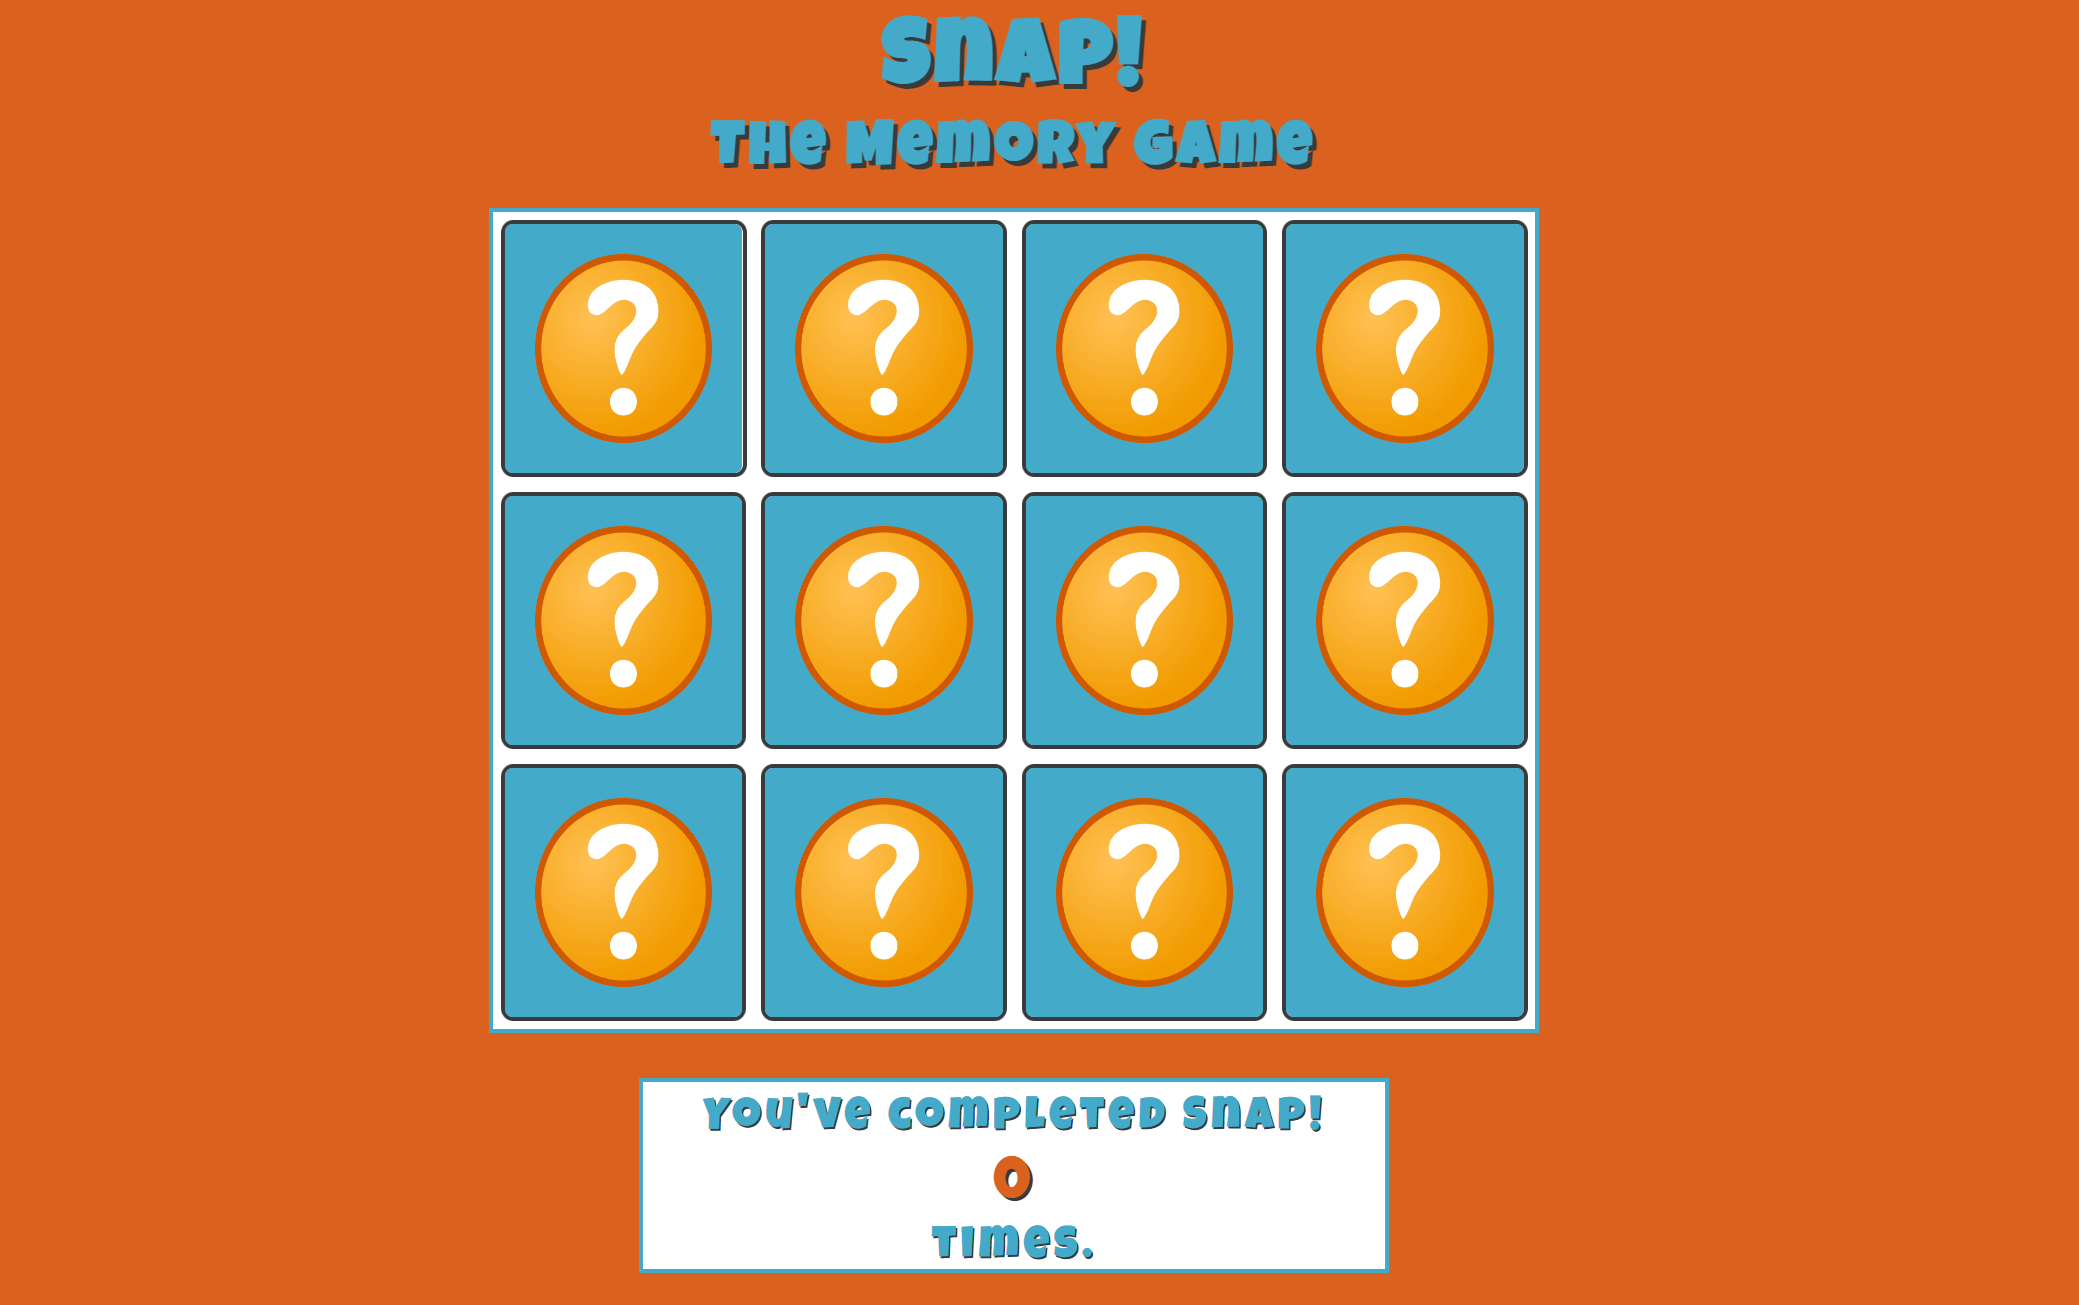 SNAP!
THE MEMORY GAME
? ? ? ?
? ? ? ?
? ? ? ?
YOU'VE COMPLETED SNAP!
0
TIMES.